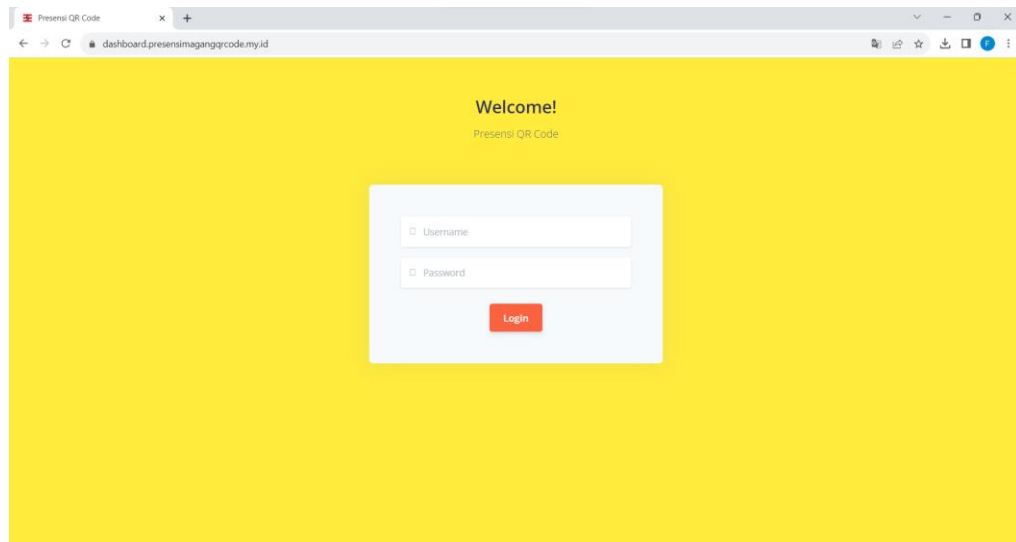 Presensi QR Code
dashboard.presensimagangqrcode.my.id
F
Welcome!
Presensi QR Code
Username
Password
Login